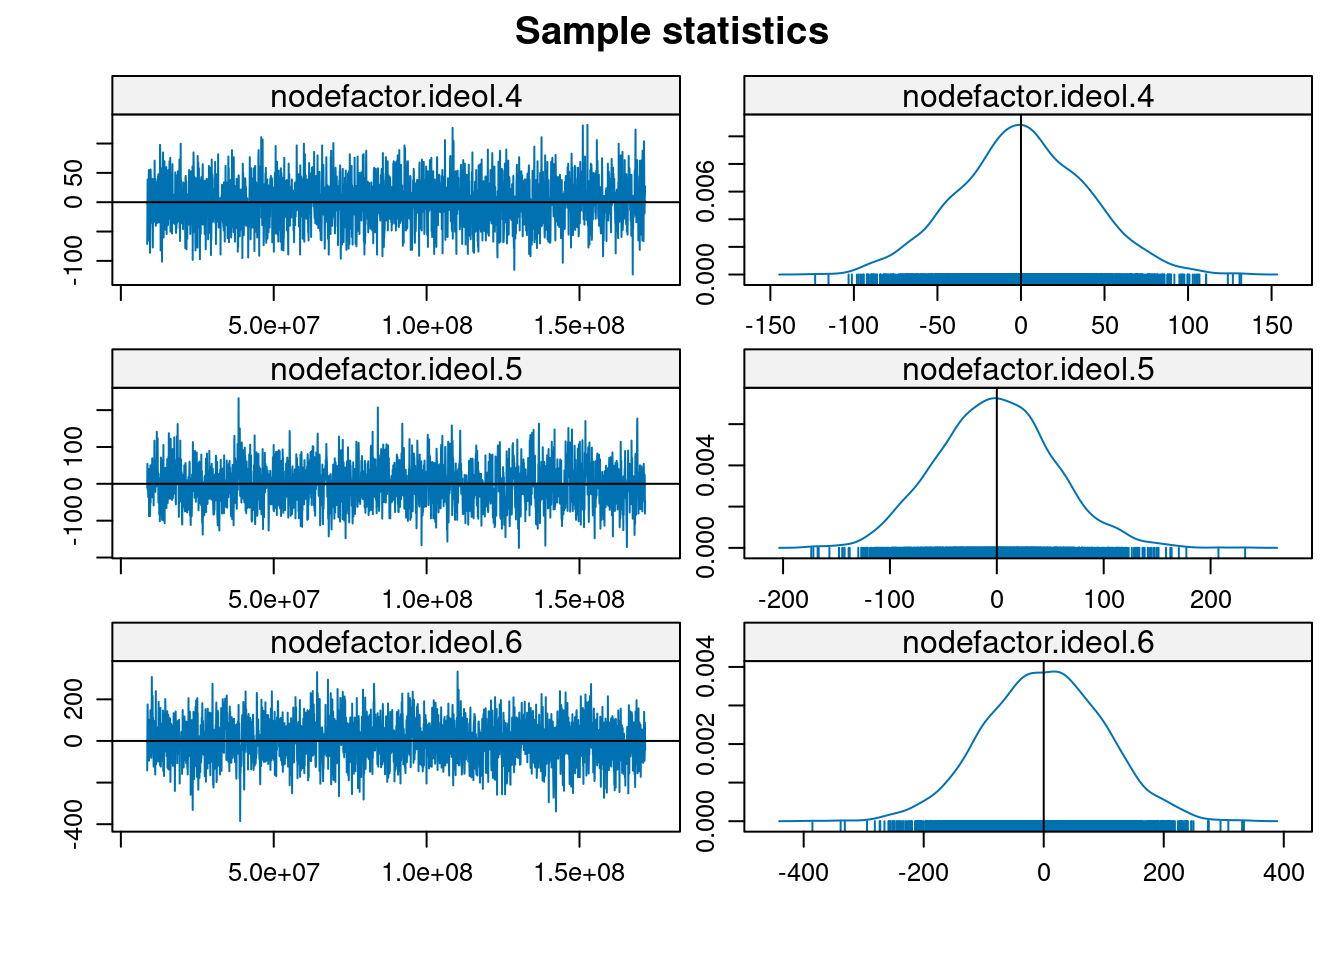 Sample statistics
nodefactor.ideol.4
nodefactor.ideol.4
-100 0 50
5.0e+07 1.0e+08 1.5e+08
0.000 0.006
-150 -100 -50 0 50 100 150
nodefactor.ideol.5
nodefactor.ideol.5
-100 0 100
5.0e+07 1.0e+08 1.5e+08
0.000 0.004
-200 -100 0 100 200
nodefactor.ideol.6
nodefactor.ideol.6
-400 0 200
5.0e+07 1.0e+08 1.5e+08
0.000 0.002 0.004
-400 -200 0 200 400